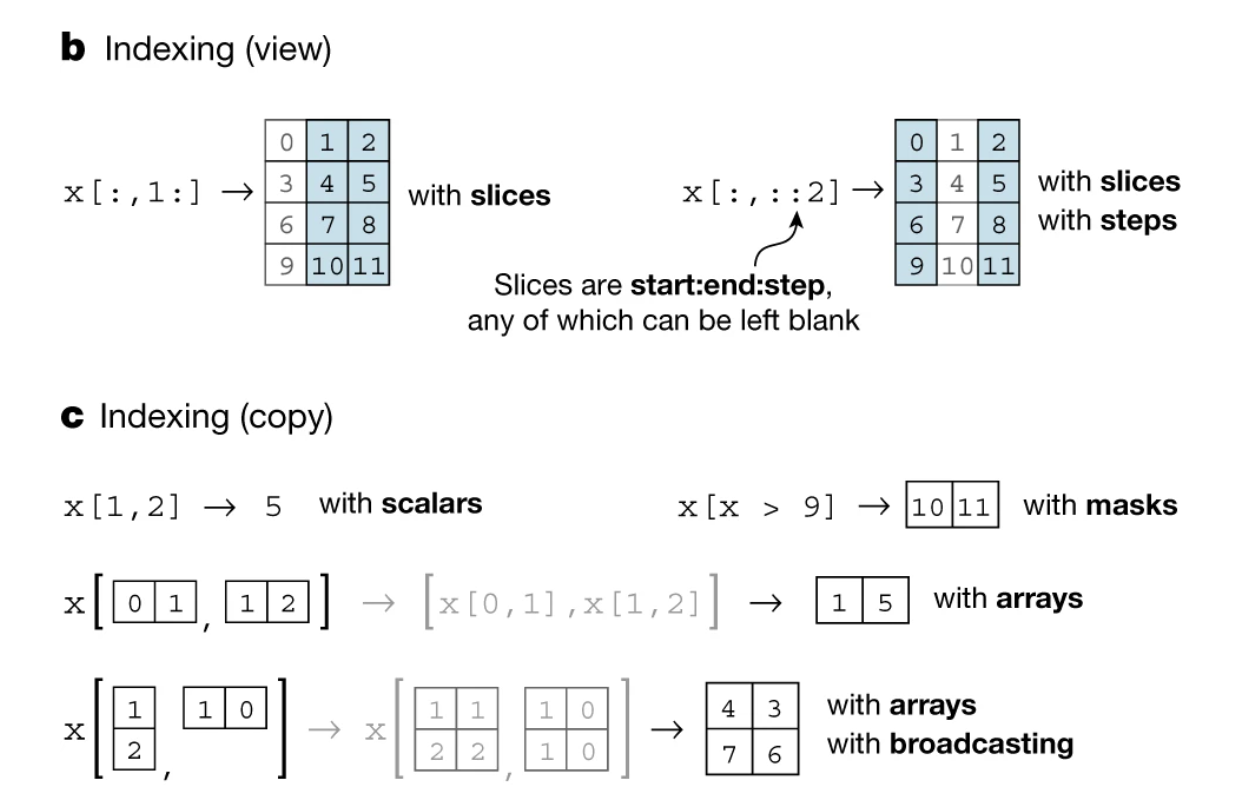 b Indexing (view)
x[:,1:] → 0 1 2 with slices
3 4 5
6 7 8
9 10 11
x[:,::2] → 0 1 2 with slices
3 4 5 with steps
6 7 8
9 10 11
Slices are start:end:step,
any of which can be left blank
c Indexing (copy)
x[1,2] → 5 with scalars
x[x > 9] → 10 11 with masks
x[0 1, 1 2] → [x[0,1],x[1,2]] → 1 5 with arrays
x[1 2, 1 0] → x[1 1 2 2, 1 0 1 0] → 4 3 7 6 with arrays
with broadcasting